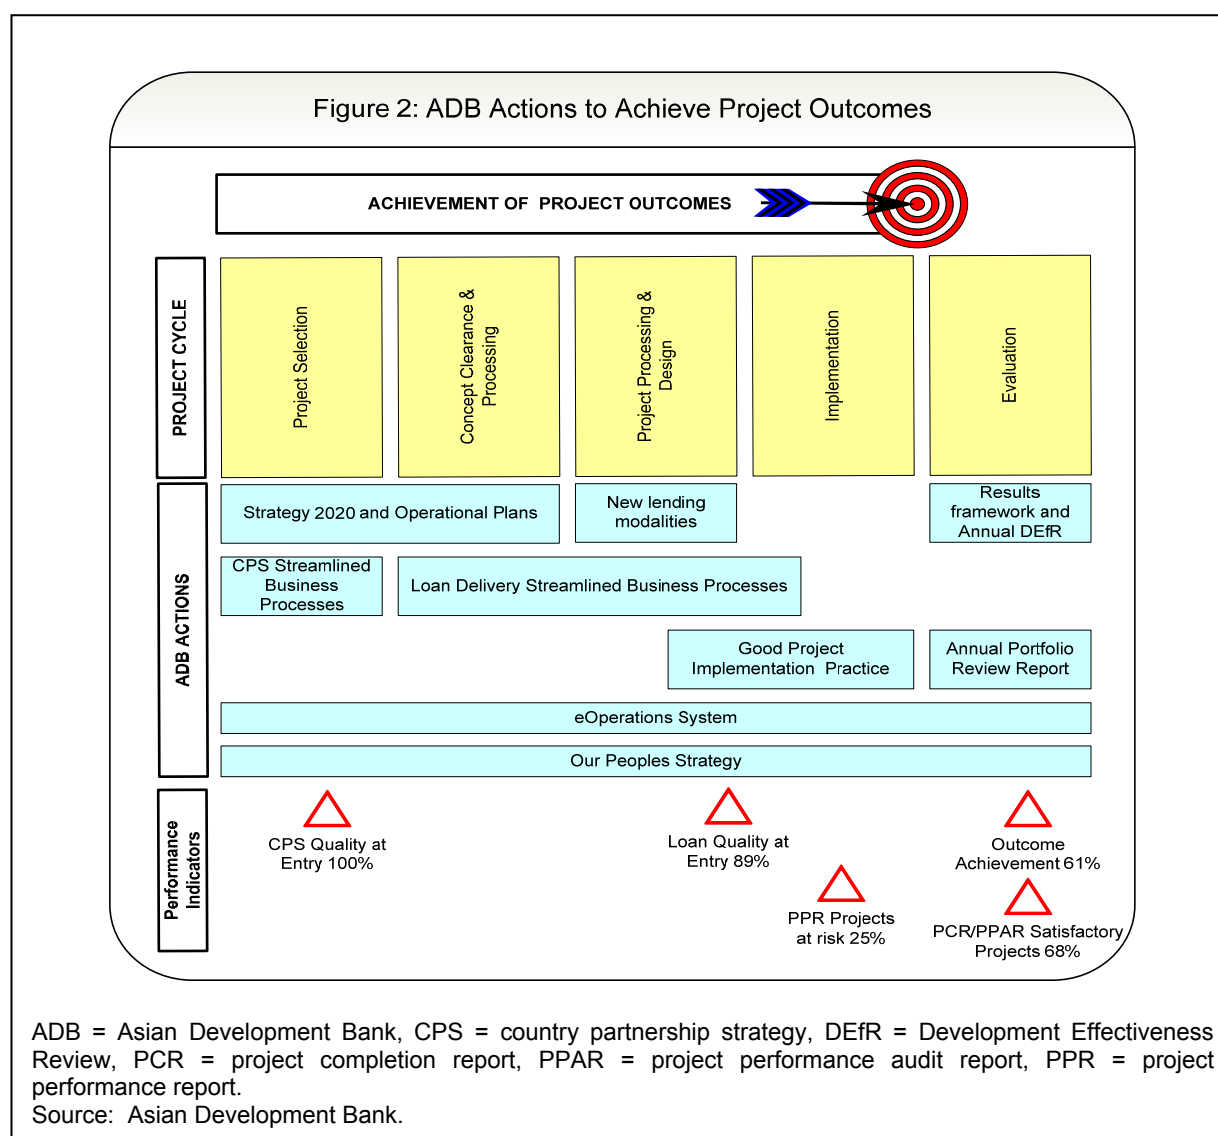 Figure 2: ADB Actions to Achieve Project Outcomes
ACHIEVEMENT OF PROJECT OUTCOMES
PROJECT CYCLE
Project Selection
Concept Clearance &
Processing
Project Processing &
Design
Implementation
Evaluation
ADB ACTIONS
Strategy 2020 and Operational Plans
New lending
modalities
Results
framework and
Annual DEfR
CPS Streamlined
Business
Processes
Loan Delivery Streamlined Business Processes
Good Project
Implementation Practice
Annual Portfolio
Review Report
eOperations System
Our Peoples Strategy
Performance
Indicators
CPS Quality at
Entry 100%
Loan Quality at
Entry 89%
Outcome
Achievement 61%
PPR Projects
at risk 25%
PCR/PPAR Satisfactory
Projects 68%
ADB = Asian Development Bank, CPS = country partnership strategy, DEfR = Development Effectiveness
Review, PCR = project completion report, PPAR = project performance audit report, PPR = project
performance report.
Source: Asian Development Bank.